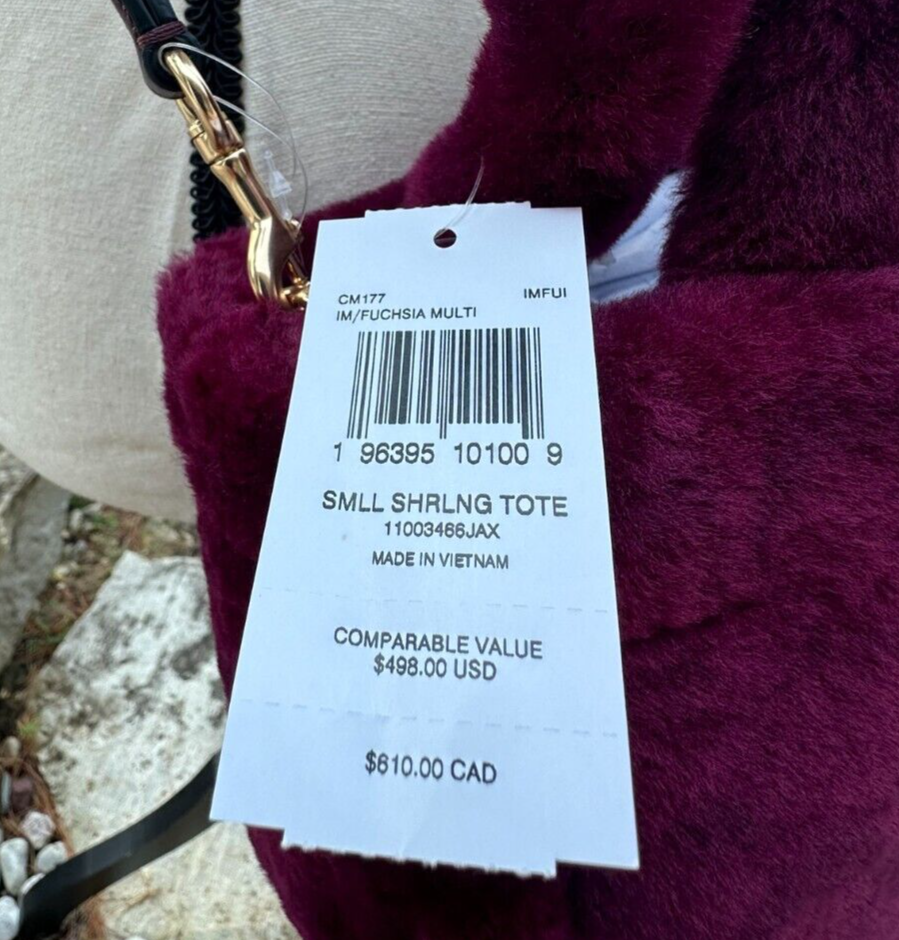 CM177 IMFUI
IM/FUCHSIA MULTI
1 96395 10100 9
SMLL SHRLNG TOTE
11003466JAX
MADE IN VIETNAM
COMPARABLE VALUE
$498.00 USD
$610.00 CAD